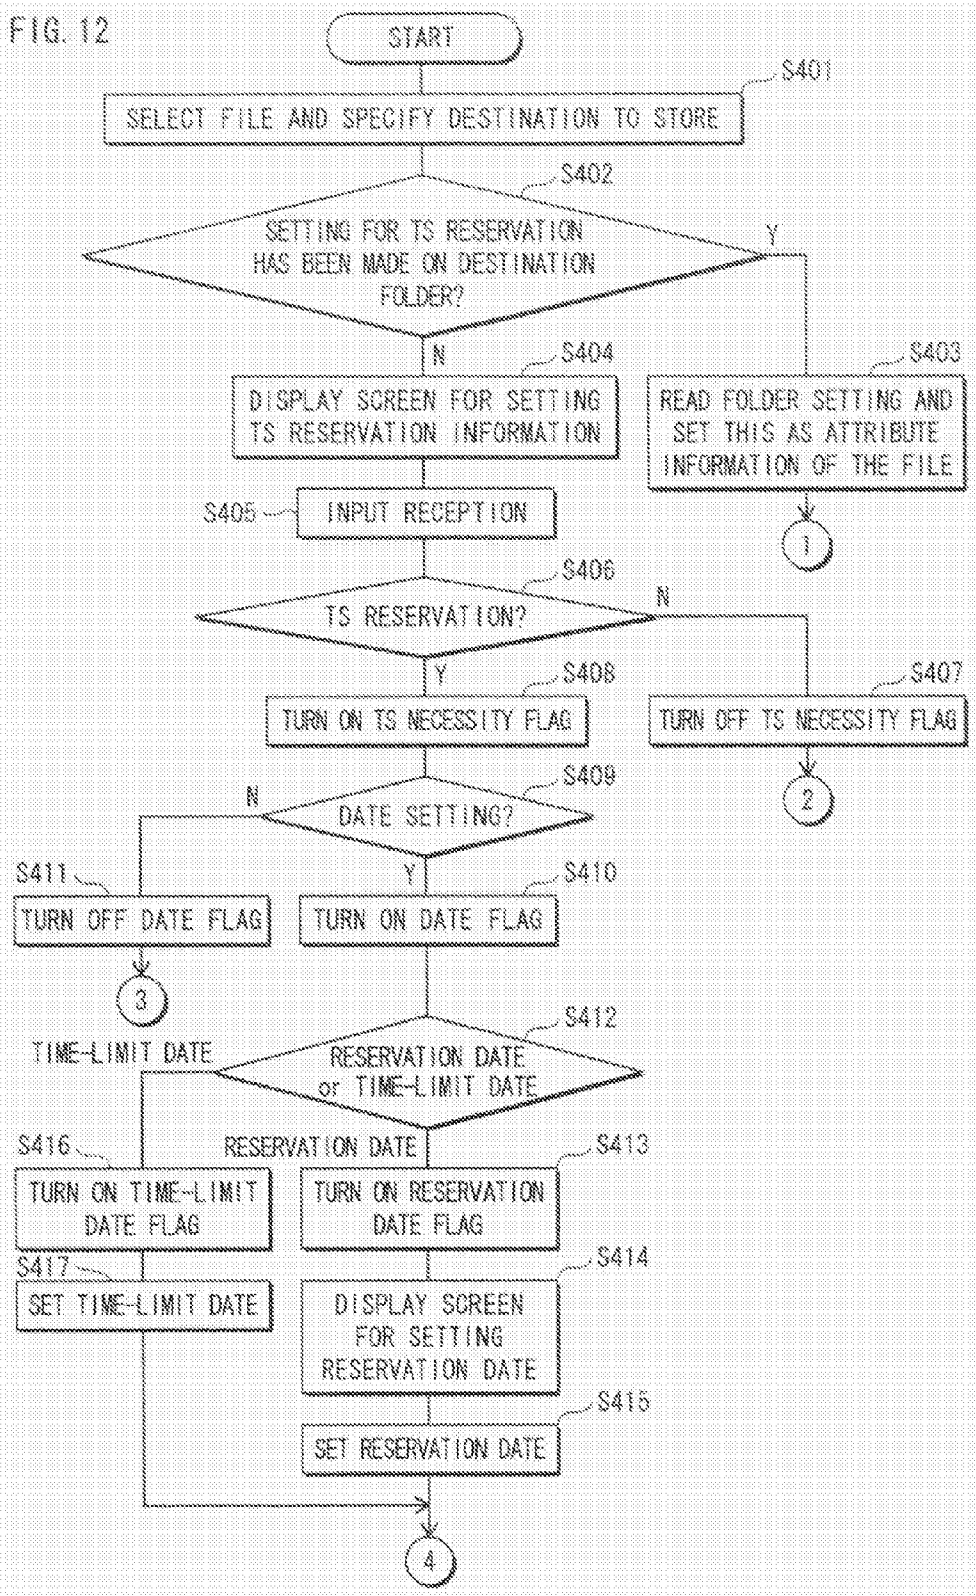 FIG. 12
START
S401
SELECT FILE AND SPECIFY DESTINATION TO STORE
S402
SETTING FOR TS RESERVATION
HAS BEEN MADE ON DESTINATION
FOLDER?
Y
N
S404
DISPLAY SCREEN FOR SETTING
TS RESERVATION INFORMATION
S403
READ FOLDER SETTING AND
SET THIS AS ATTRIBUTE
INFORMATION OF THE FILE
1
S405
INPUT RECEPTION
S406
TS RESERVATION?
N
Y
S408
TURN ON TS NECESSITY FLAG
S407
TURN OFF TS NECESSITY FLAG
2
S409
DATE SETTING?
N
Y
S411
TURN OFF DATE FLAG
3
S410
TURN ON DATE FLAG
S412
RESERVATION DATE
or TIME-LIMIT DATE
TIME-LIMIT DATE
RESERVATION DATE
S416
TURN ON TIME-LIMIT
DATE FLAG
S413
TURN ON RESERVATION
DATE FLAG
S417
SET TIME-LIMIT DATE
S414
DISPLAY SCREEN
FOR SETTING
RESERVATION DATE
S415
SET RESERVATION DATE
4